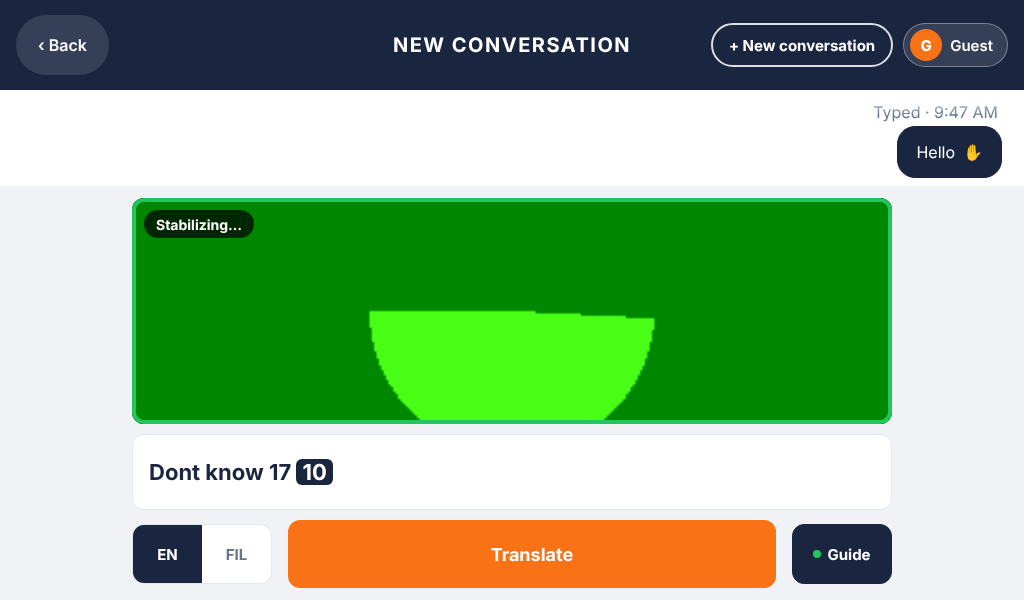 ‹ Back
NEW CONVERSATION
+ New conversation
G Guest
Typed · 9:47 AM
Hello ✋
Stabilizing...
Dont know 17 10
EN
FIL
Translate
Guide